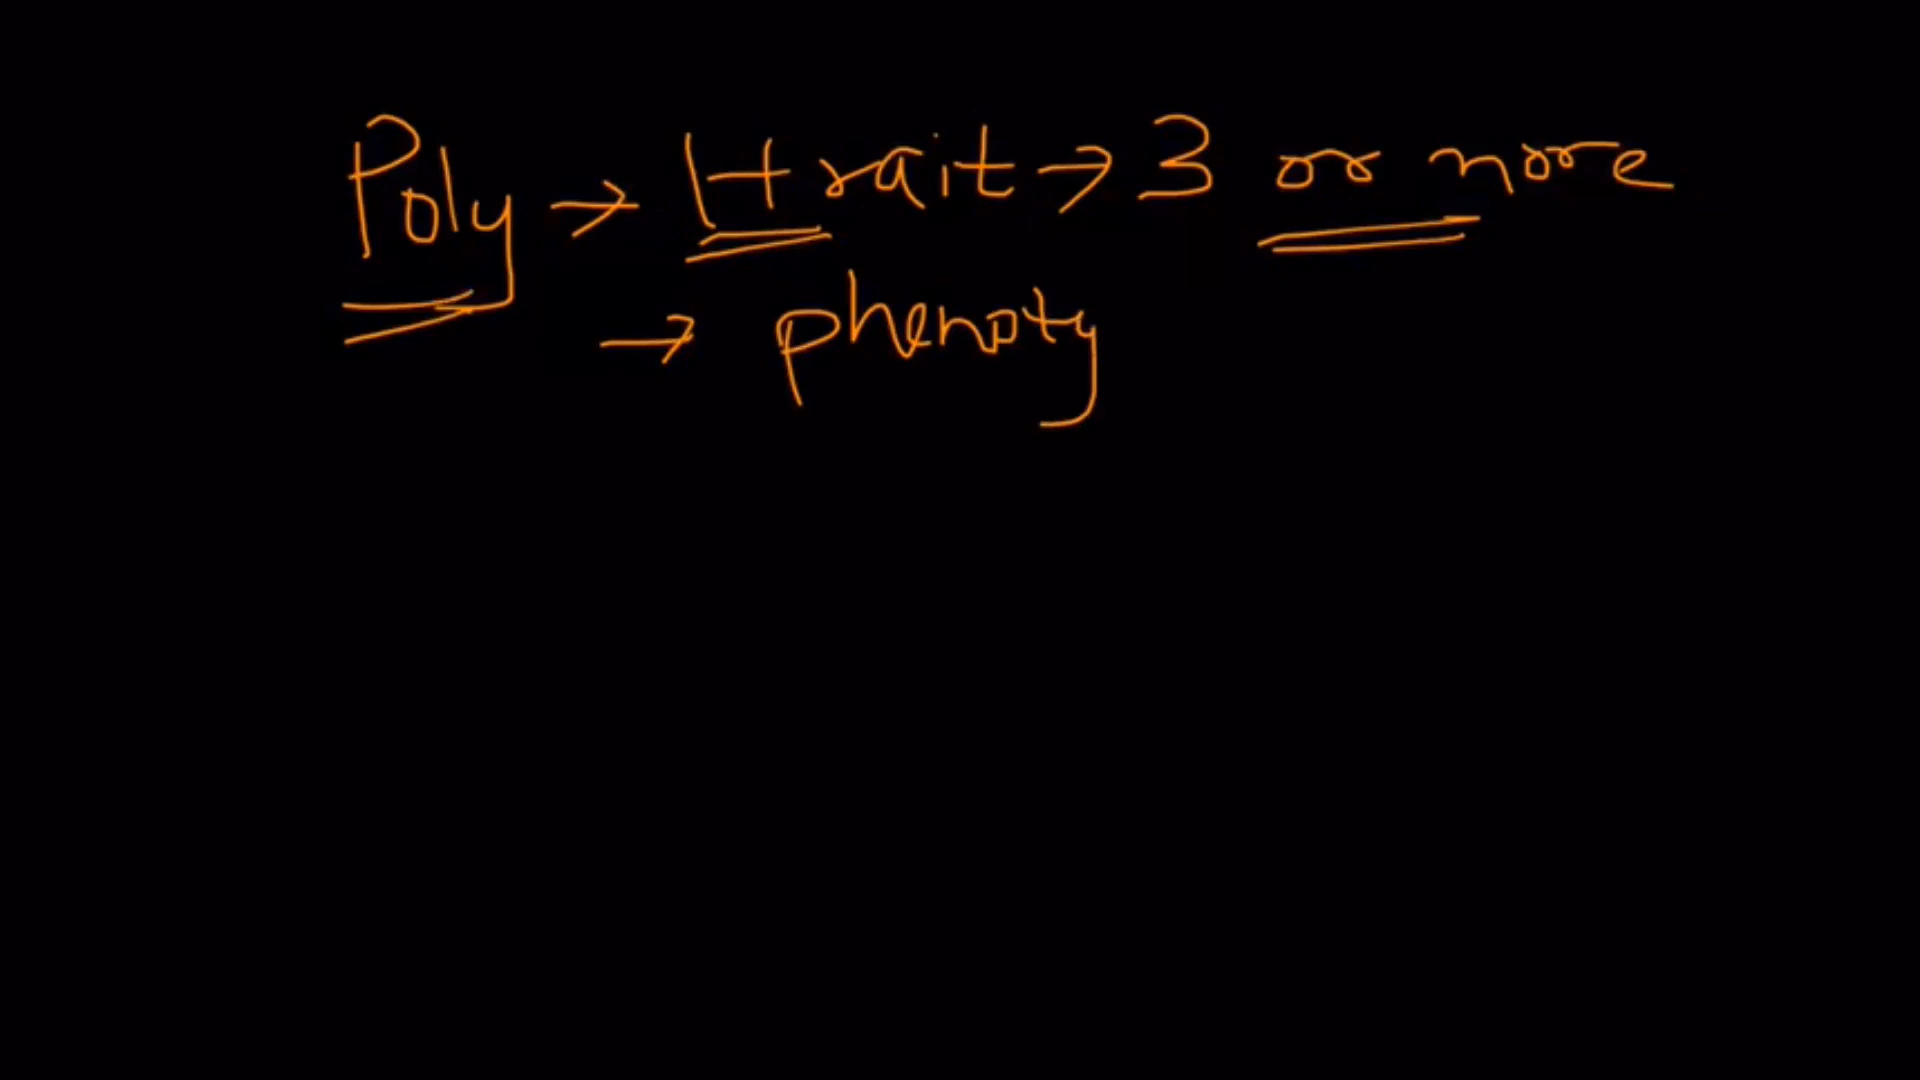 Poly → 1 trait → 3 or more
→ phenoty